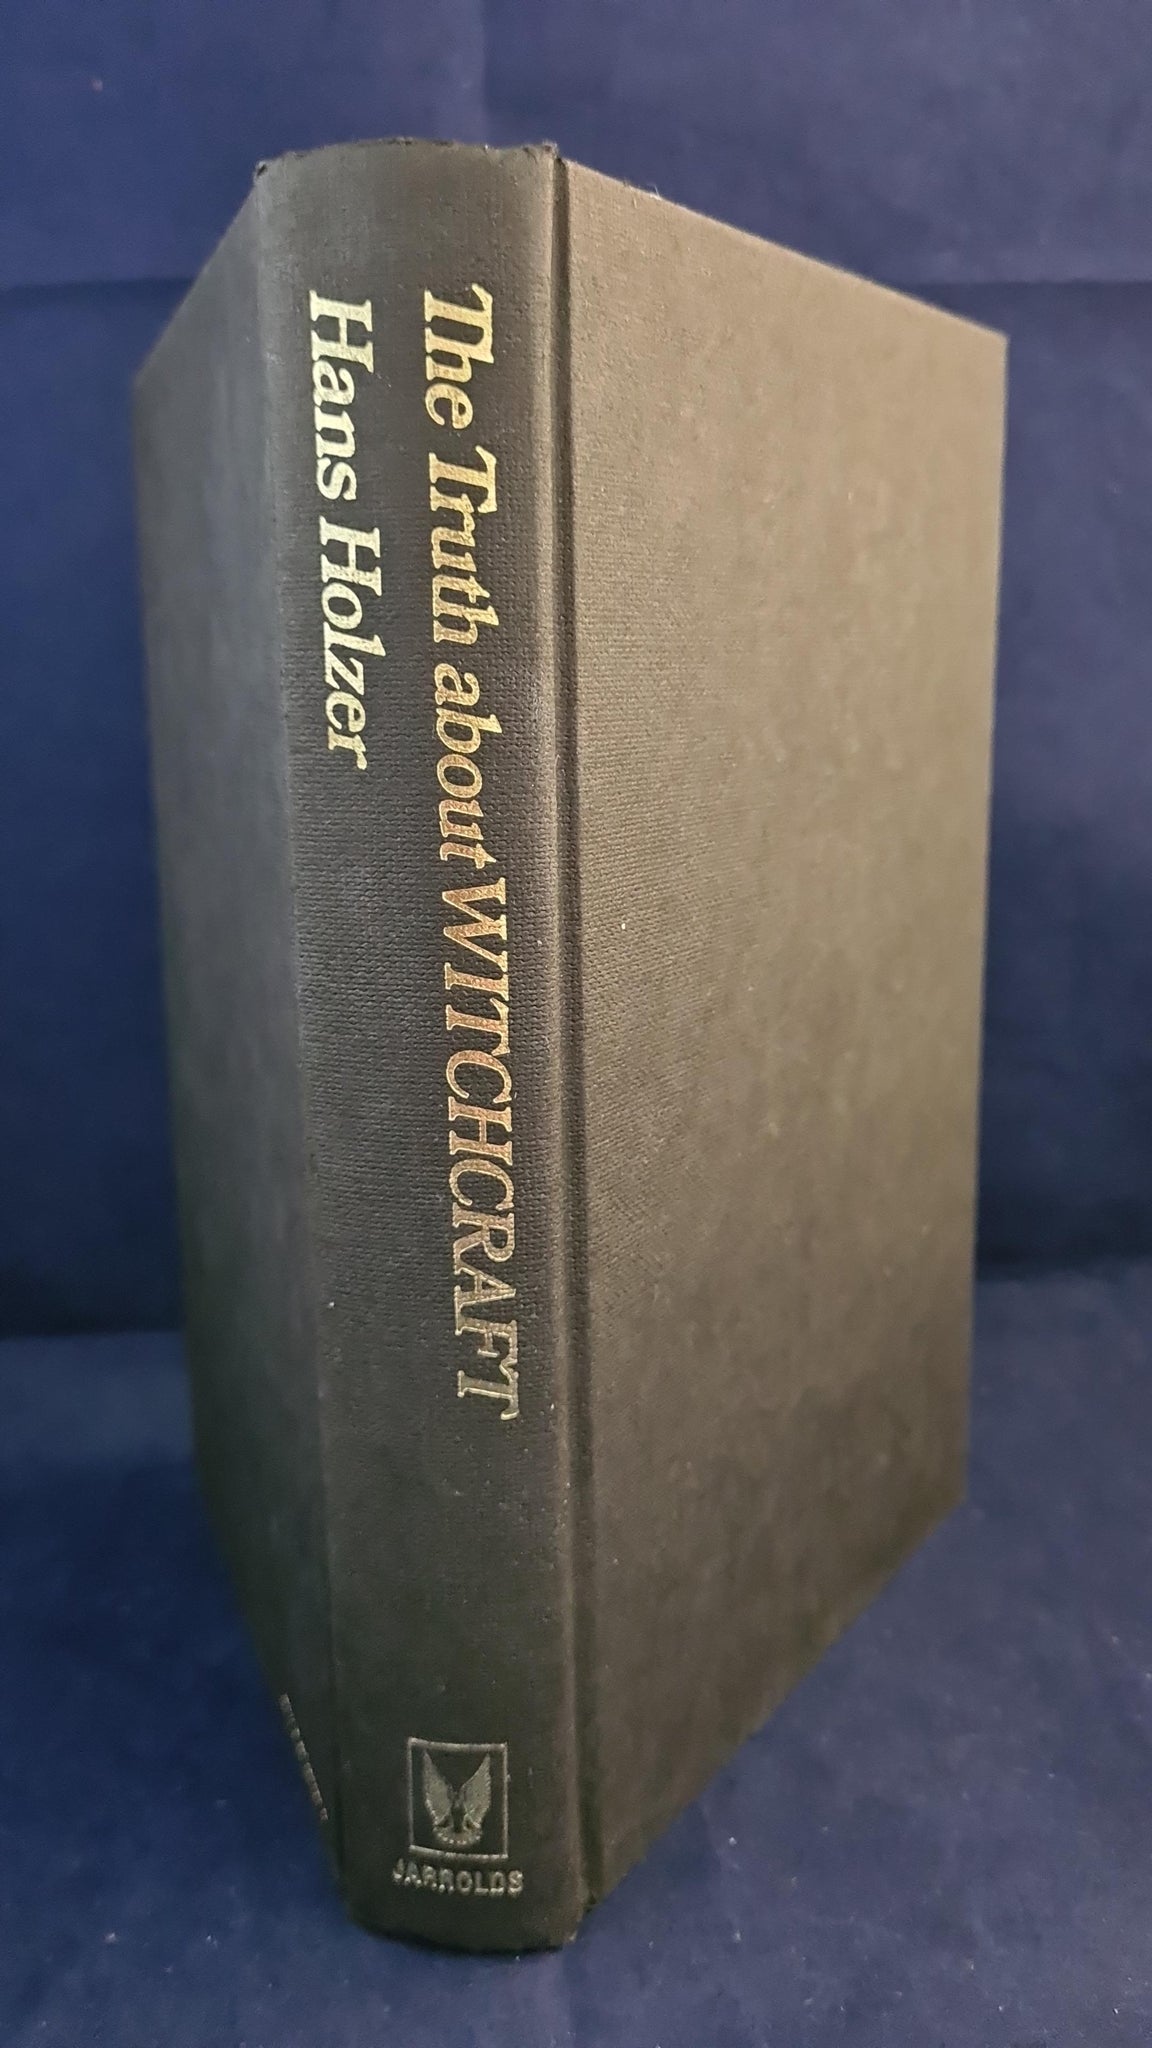 The Truth about WITCHCRAFT
Hans Holzer
JARROLDS